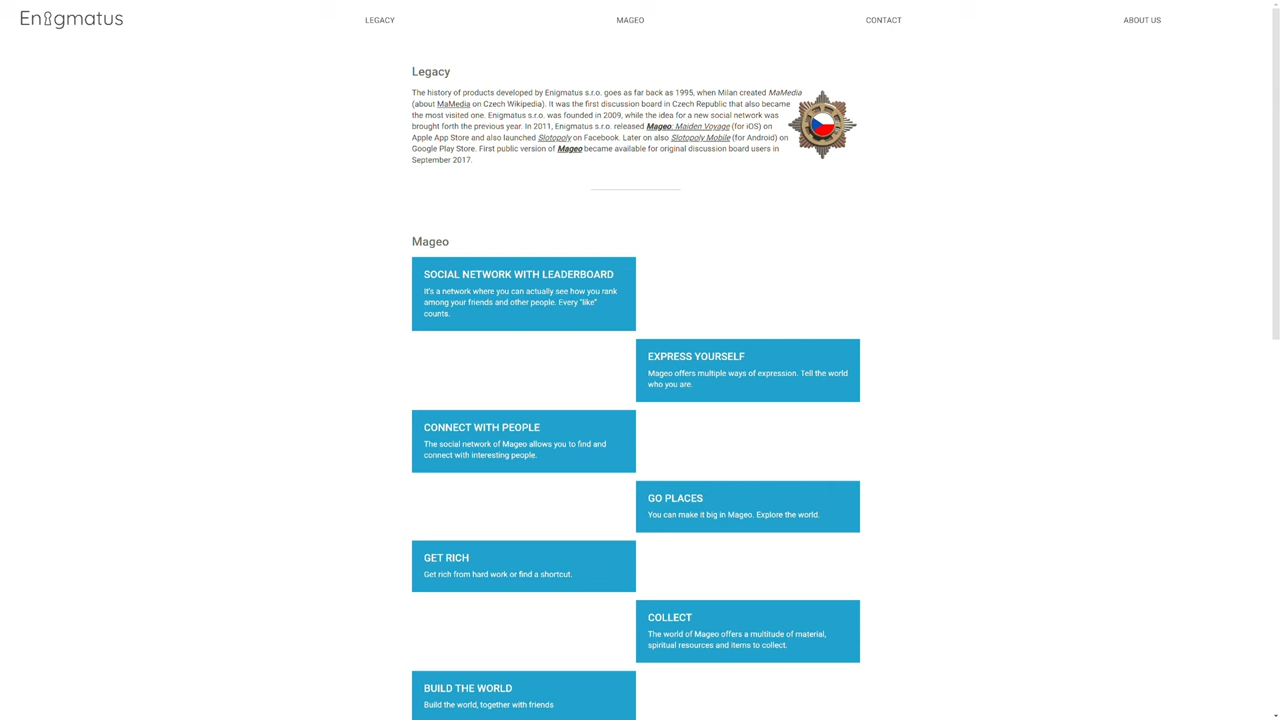 Enigmatus
LEGACY
MAGEO
CONTACT
ABOUT US
Legacy
The history of products developed by Enigmatus s.r.o. goes as far back as 1995, when Milan created MaMedia
(about MaMedia on Czech Wikipedia). It was the first discussion board in Czech Republic that also became
the most visited one. Enigmatus s.r.o. was founded in 2009, while the idea for a new social network was
brought forth the previous year. In 2011, Enigmatus s.r.o. released Mageo: Maiden Voyage (for iOS) on
Apple App Store and also launched Slotopoly on Facebook. Later on also Slotopoly Mobile (for Android) on
Google Play Store. First public version of Mageo became available for original discussion board users in
September 2017.
Mageo
SOCIAL NETWORK WITH LEADERBOARD
It's a network where you can actually see how you rank
among your friends and other people. Every "like"
counts.
EXPRESS YOURSELF
Mageo offers multiple ways of expression. Tell the world
who you are.
CONNECT WITH PEOPLE
The social network of Mageo allows you to find and
connect with interesting people.
GO PLACES
You can make it big in Mageo. Explore the world.
GET RICH
Get rich from hard work or find a shortcut.
COLLECT
The world of Mageo offers a multitude of material,
spiritual resources and items to collect.
BUILD THE WORLD
Build the world, together with friends